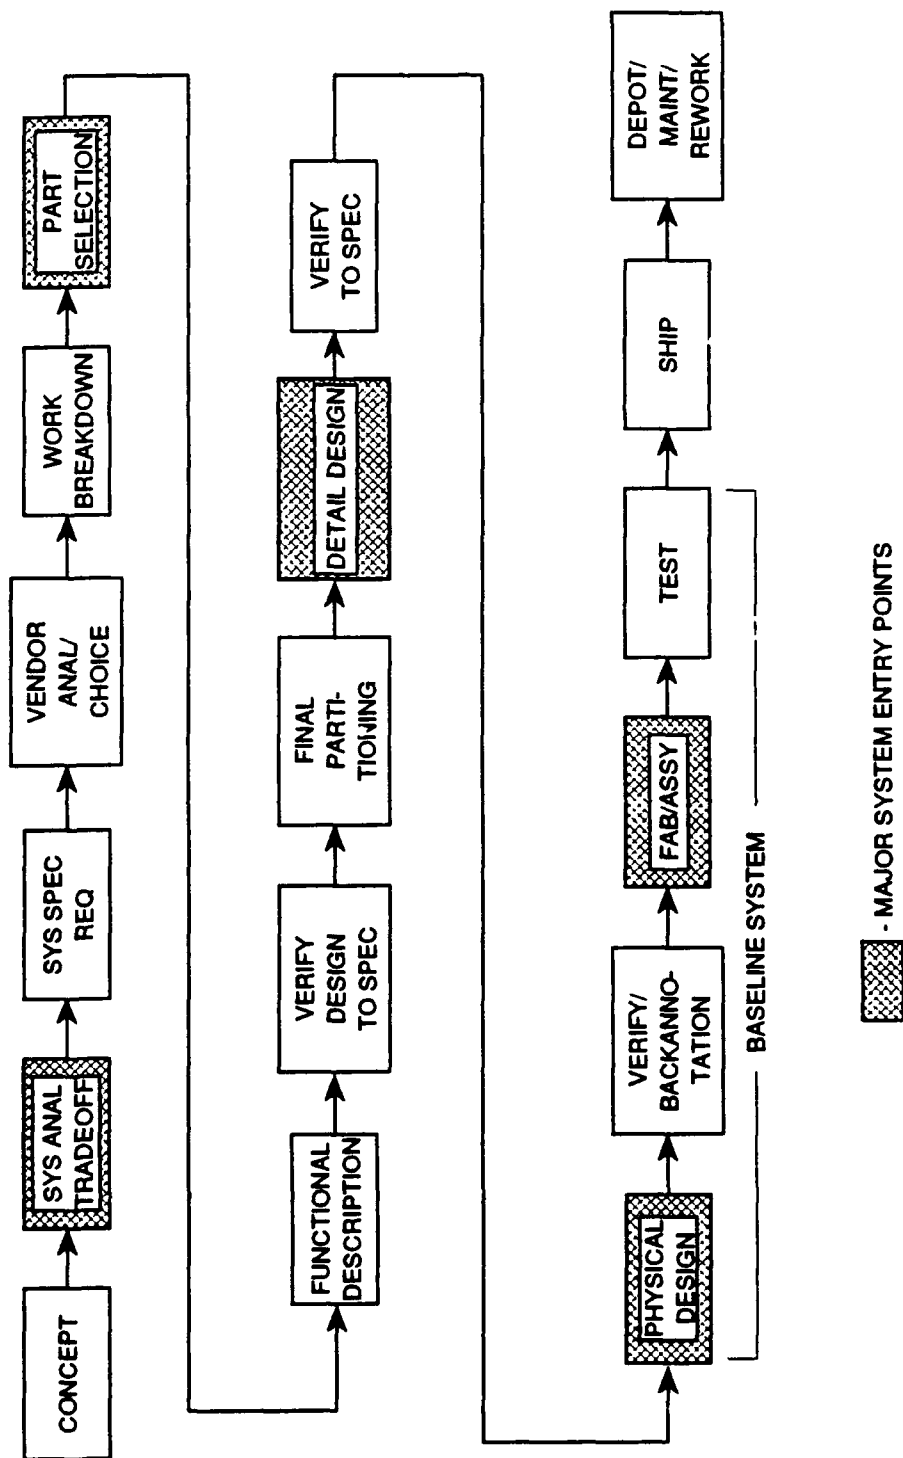 CONCEPT
SYS ANAL
TRADEOFF
SYS SPEC
REQ
VENDOR
ANAL/
CHOICE
WORK
BREAKDOWN
PART
SELECTION
FUNCTIONAL
DESCRIPTION
VERIFY
DESIGN
TO SPEC
FINAL
PARTI-
TIONING
DETAIL DESIGN
VERIFY
TO SPEC
PHYSICAL
DESIGN
VERIFY/
BACKANNO-
TATION
FAB/ASSY
TEST
SHIP
DEPOT/
MAINT/
REWORK
BASELINE SYSTEM
- MAJOR SYSTEM ENTRY POINTS